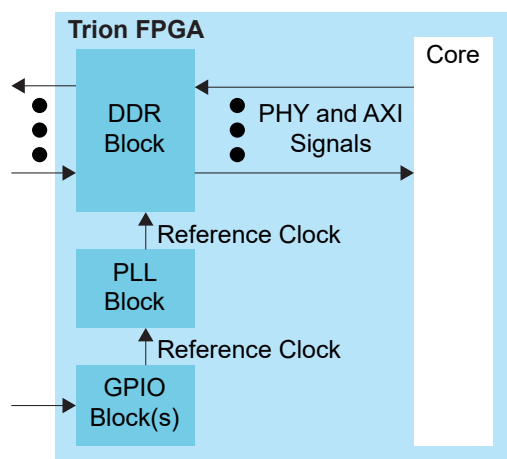 Trion FPGA
Core
DDR
Block
PHY and AXI
Signals
Reference Clock
PLL
Block
Reference Clock
GPIO
Block(s)